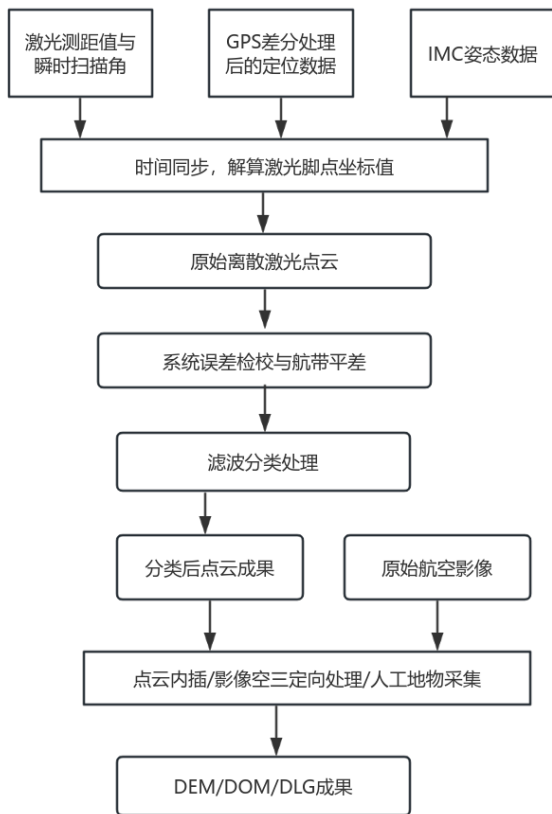 激光测距值与
瞬时扫描角
GPS差分处理
后的定位数据
IMC姿态数据
时间同步，解算激光脚点坐标值
原始离散激光点云
系统误差检校与航带平差
滤波分类处理
分类后点云成果
原始航空影像
点云内插/影像空三定向处理/人工地物采集
DEM/DOM/DLG成果